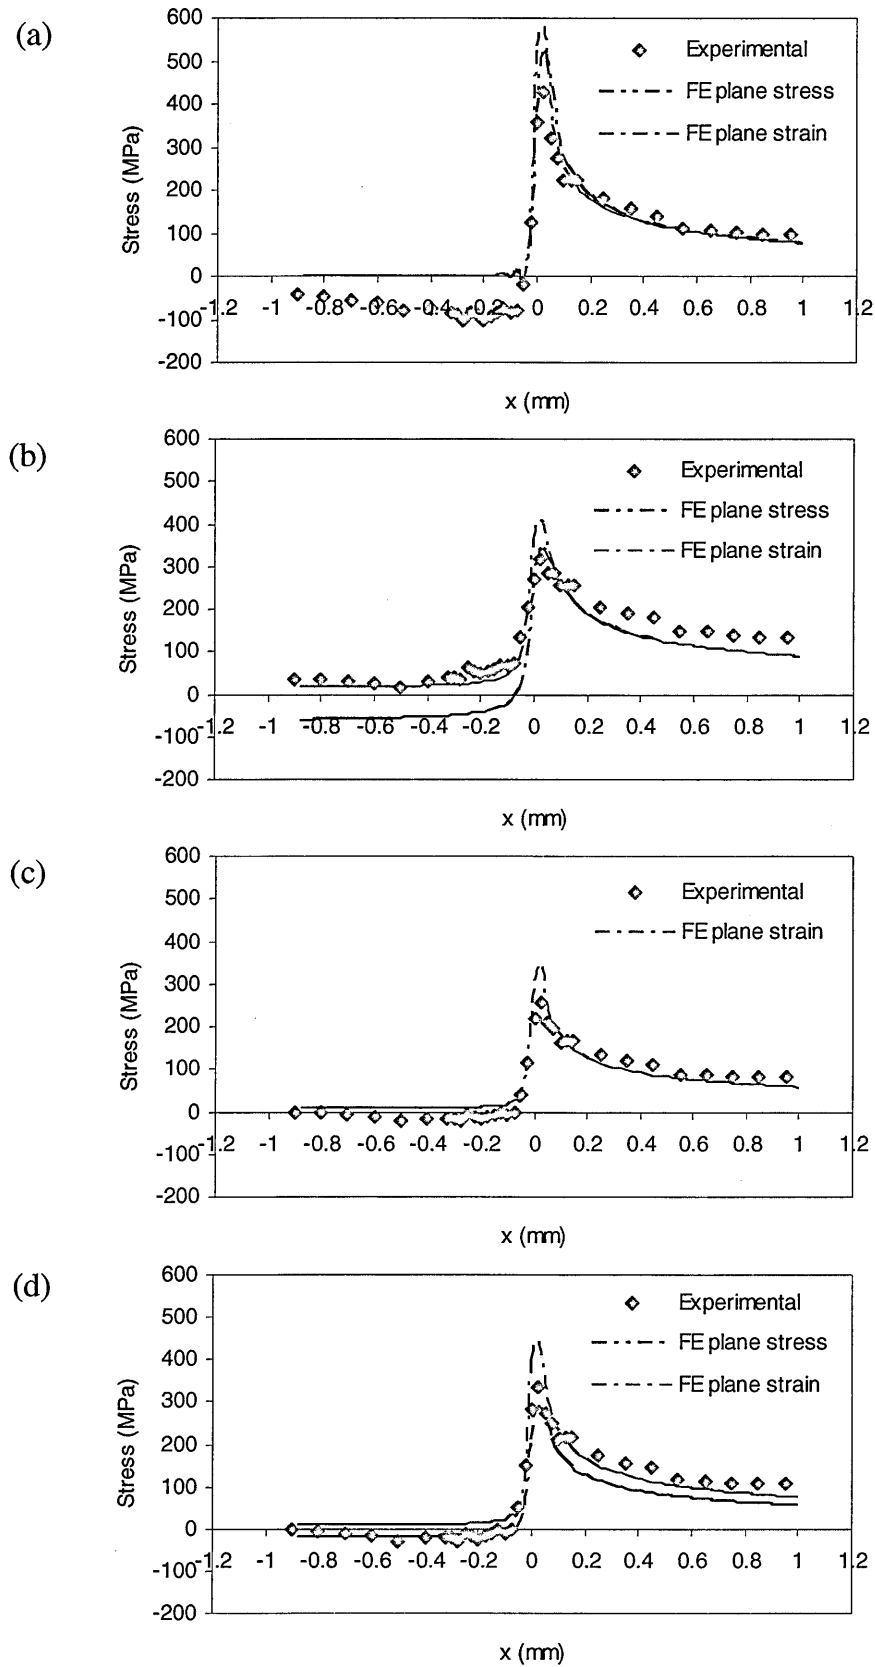 (a)
600
500
400
300
200
100
0
-100
-200
Stress (MPa)
Experimental
FE plane stress
FE plane strain
-1.2 -1 -0.8 -0.6 -0.4 -0.2 0 0.2 0.4 0.6 0.8 1 1.2
x (mm)
(b)
600
500
400
300
200
100
0
-100
-200
Stress (MPa)
Experimental
FE plane stress
FE plane strain
-1.2 -1 -0.8 -0.6 -0.4 -0.2 0 0.2 0.4 0.6 0.8 1 1.2
x (mm)
(c)
600
500
400
300
200
100
0
-100
-200
Stress (MPa)
Experimental
FE plane strain
-1.2 -1 -0.8 -0.6 -0.4 -0.2 0 0.2 0.4 0.6 0.8 1 1.2
x (mm)
(d)
600
500
400
300
200
100
0
-100
-200
Stress (MPa)
Experimental
FE plane stress
FE plane strain
-1.2 -1 -0.8 -0.6 -0.4 -0.2 0 0.2 0.4 0.6 0.8 1 1.2
x (mm)